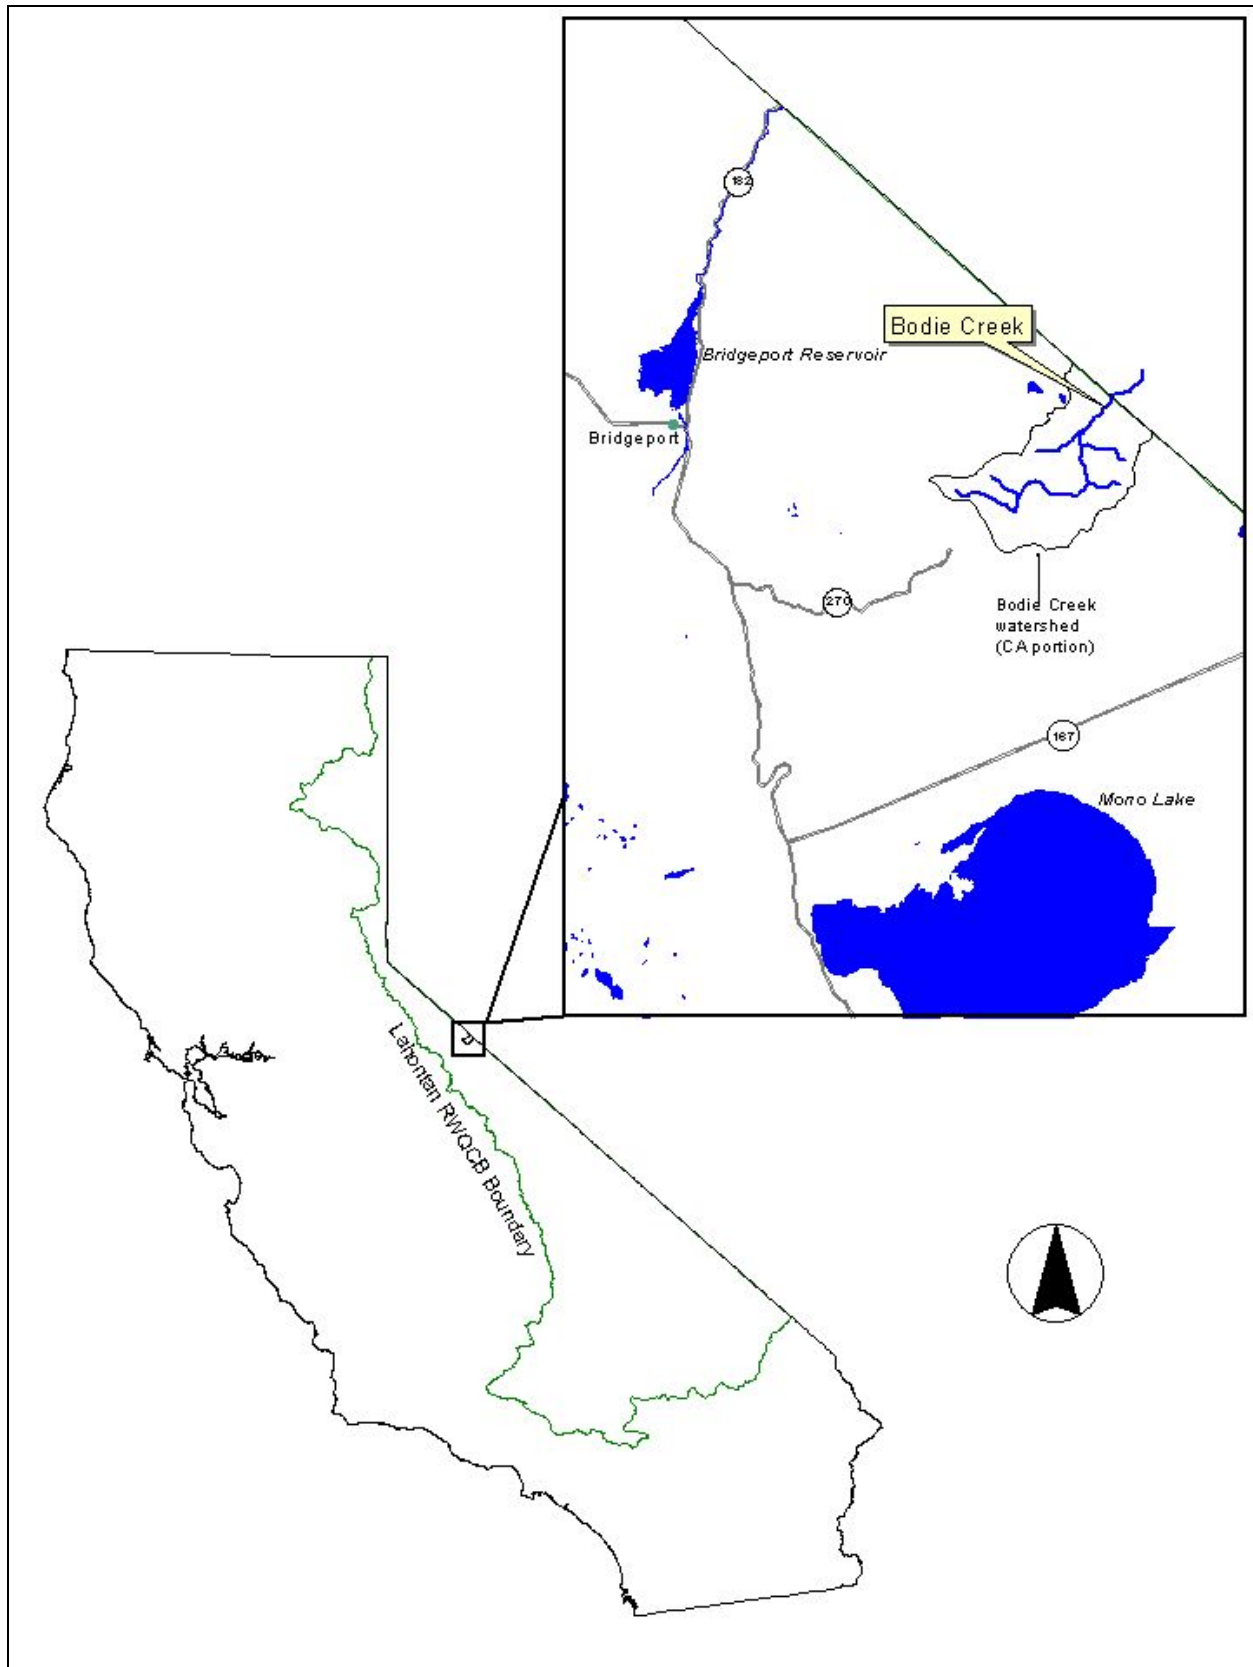 182
Bodie Creek
Bridgeport Reservoir
Bridgeport
270
Bodie Creek
watershed
(CA portion)
167
Mono Lake
Lahontan RWQCB Boundary